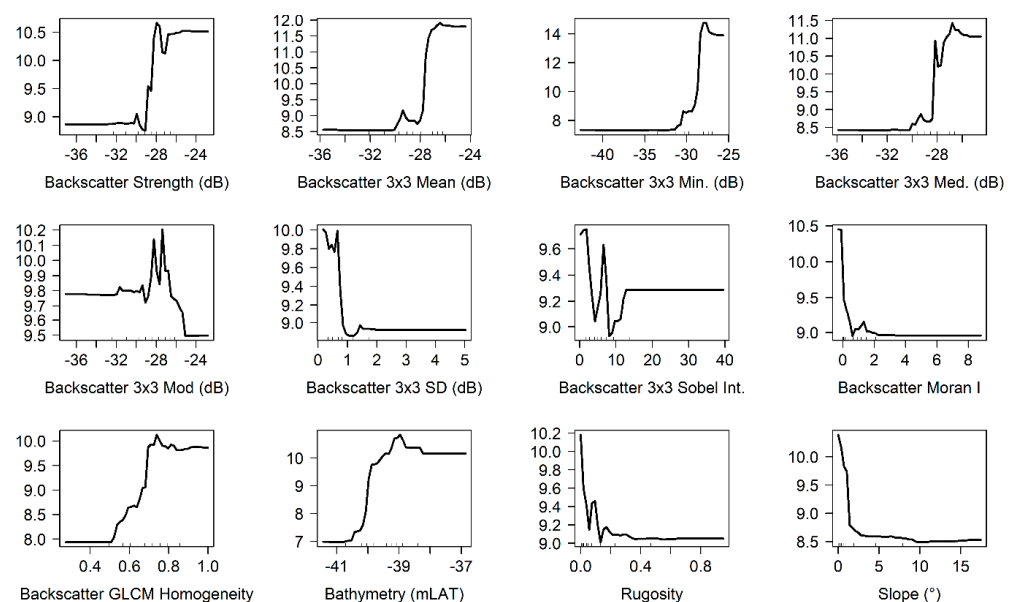 10.5
10.0
9.0
-36 -32 -28 -24
Backscatter Strength (dB)
12.0
11.5
11.0
10.5
10.0
9.5
9.0
8.5
-36 -32 -28 -24
Backscatter 3x3 Mean (dB)
14
12
10
8
-40 -35 -30 -25
Backscatter 3x3 Min. (dB)
11.5
11.0
10.5
10.0
9.5
9.0
8.5
-36 -32 -28
Backscatter 3x3 Med. (dB)
10.2
10.1
10.0
9.9
9.8
9.7
9.6
9.5
-36 -32 -28 -24
Backscatter 3x3 Mod (dB)
10.0
9.8
9.6
9.4
9.2
9.0
0 1 2 3 4 5
Backscatter 3x3 SD (dB)
9.6
9.4
9.2
9.0
0 10 20 30 40
Backscatter 3x3 Sobel Int.
10.5
10.0
9.5
9.0
0 2 4 6 8
Backscatter Moran I
10.0
9.5
9.0
8.5
8.0
0.4 0.6 0.8 1.0
Backscatter GLCM Homogeneity
10
9
8
7
-41 -39 -37
Bathymetry (mLAT)
10.2
10.0
9.8
9.6
9.4
9.2
9.0
0.0 0.4 0.8
Rugosity
10.0
9.5
9.0
8.5
0 5 10 15
Slope (°)